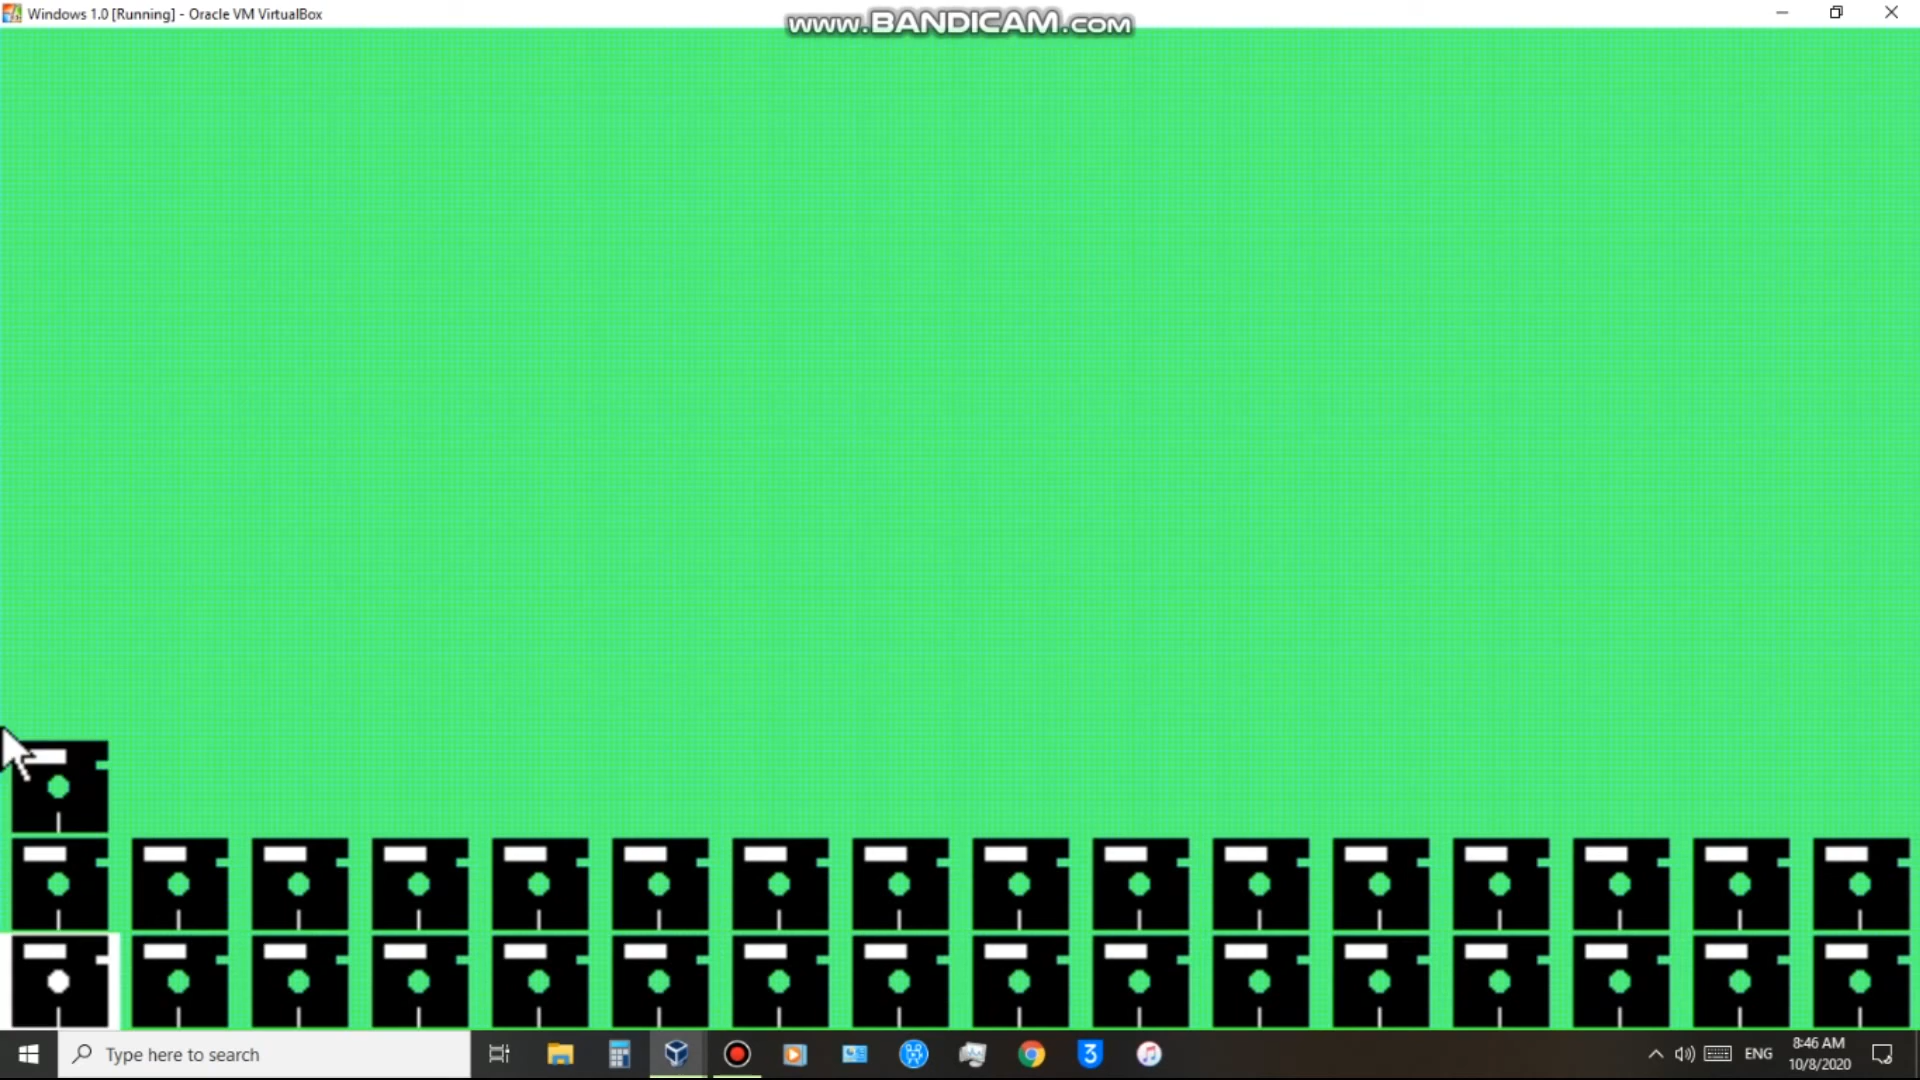 Windows 1.0 [Running] - Oracle VM VirtualBox
www.BANDICAM.com
Type here to search
3
ENG
8:46 AM
10/8/2020